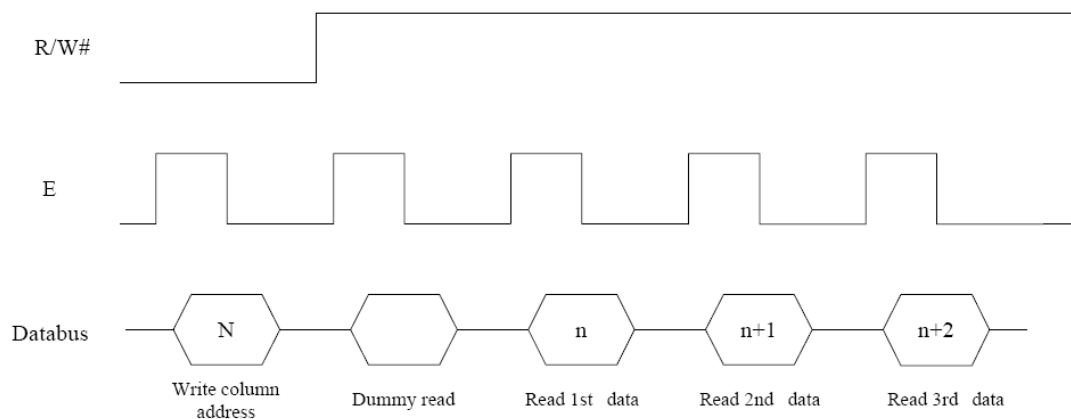 R/W#
E
Databus
N
n
n+1
n+2
Write column
address
Dummy read
Read 1st data
Read 2nd data
Read 3rd data